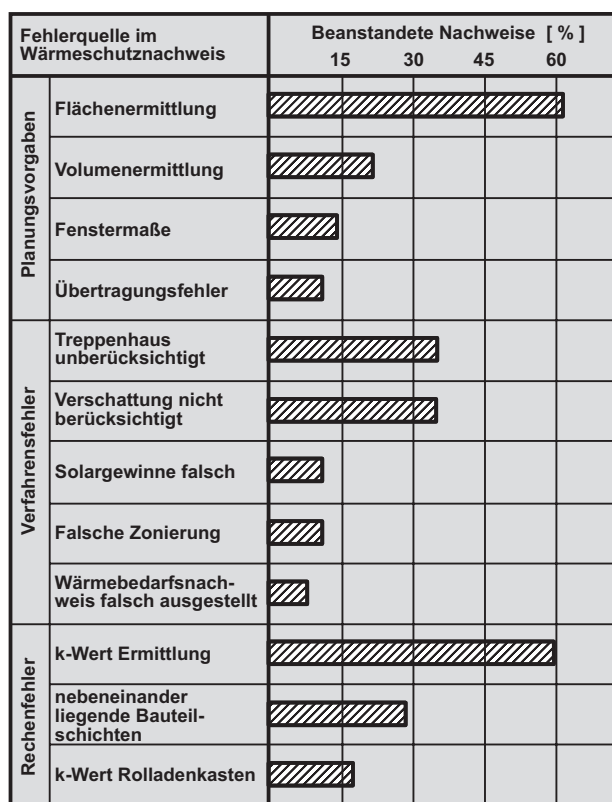 Fehlerquelle im
Wärmeschutznachweis
Beanstandete Nachweise [ % ]
15 30 45 60
Planungsvorgaben
Flächenermittlung
Volumenermittlung
Fenstermaße
Übertragungsfehler
Verfahrensfehler
Treppenhaus
unberücksichtigt
Verschattung nicht
berücksichtigt
Solargewinne falsch
Falsche Zonierung
Wärmebedarfsnach-
weis falsch ausgestellt
Rechenfehler
k-Wert Ermittlung
nebeneinander
liegende Bauteil-
schichten
k-Wert Rolladenkasten